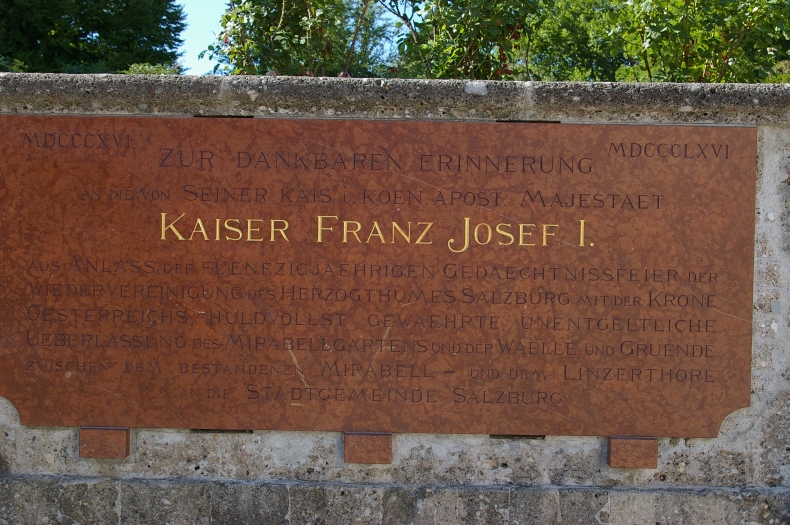 MDCCCXVI MDCCCLXVI
ZUR DANKBAREN ERINNERUNG
AN DIE VON SEINER KAIS. U. KOEN. APOST. MAJESTAET
KAISER FRANZ JOSEF I.
AUS ANLASS DER FUENFZIGJAEHRIGEN GEDAECHTNISSFEIER DER
WIEDERVEREINIGUNG DES HERZOGTHUMES SALZBURG MIT DER KRONE
OESTERREICHS HULDVOLLST GEWAEHRTE UNENTGELTLICHE
UEBERLASSUNG DES MIRABELLGARTENS UND DER WAELLE UND GRUENDE
ZWISCHEN DEM BESTANDENEN MIRABELL – UND DEM LINZERTHORE
AN DIE STADTGEMEINDE SALZBURG